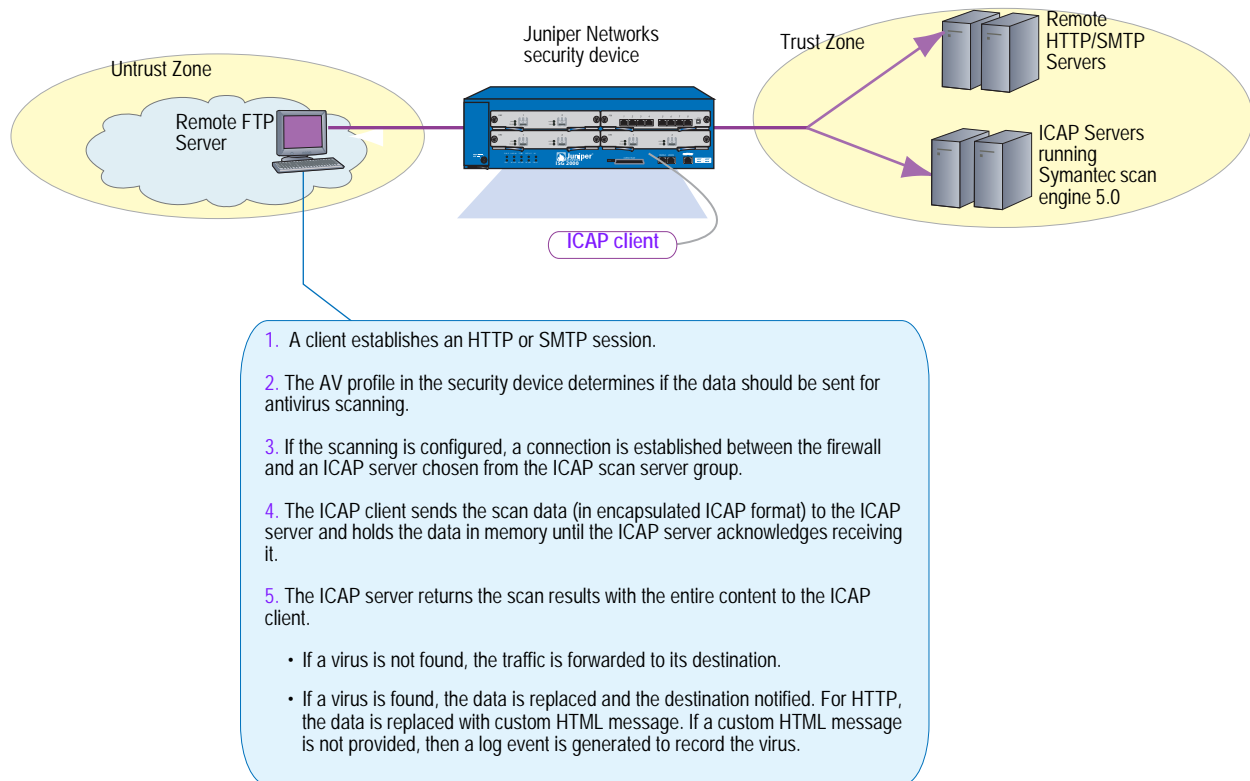 Juniper Networks
security device
Untrust Zone
Remote FTP
Server
Trust Zone
Remote
HTTP/SMTP
Servers
ICAP Servers
running
Symantec scan
engine 5.0
Juniper
ISG 2000
ICAP client
1. A client establishes an HTTP or SMTP session.
2. The AV profile in the security device determines if the data should be sent for
antivirus scanning.
3. If the scanning is configured, a connection is established between the firewall
and an ICAP server chosen from the ICAP scan server group.
4. The ICAP client sends the scan data (in encapsulated ICAP format) to the ICAP
server and holds the data in memory until the ICAP server acknowledges receiving
it.
5. The ICAP server returns the scan results with the entire content to the ICAP
client.
• If a virus is not found, the traffic is forwarded to its destination.
• If a virus is found, the data is replaced and the destination notified. For HTTP,
the data is replaced with custom HTML message. If a custom HTML message
is not provided, then a log event is generated to record the virus.